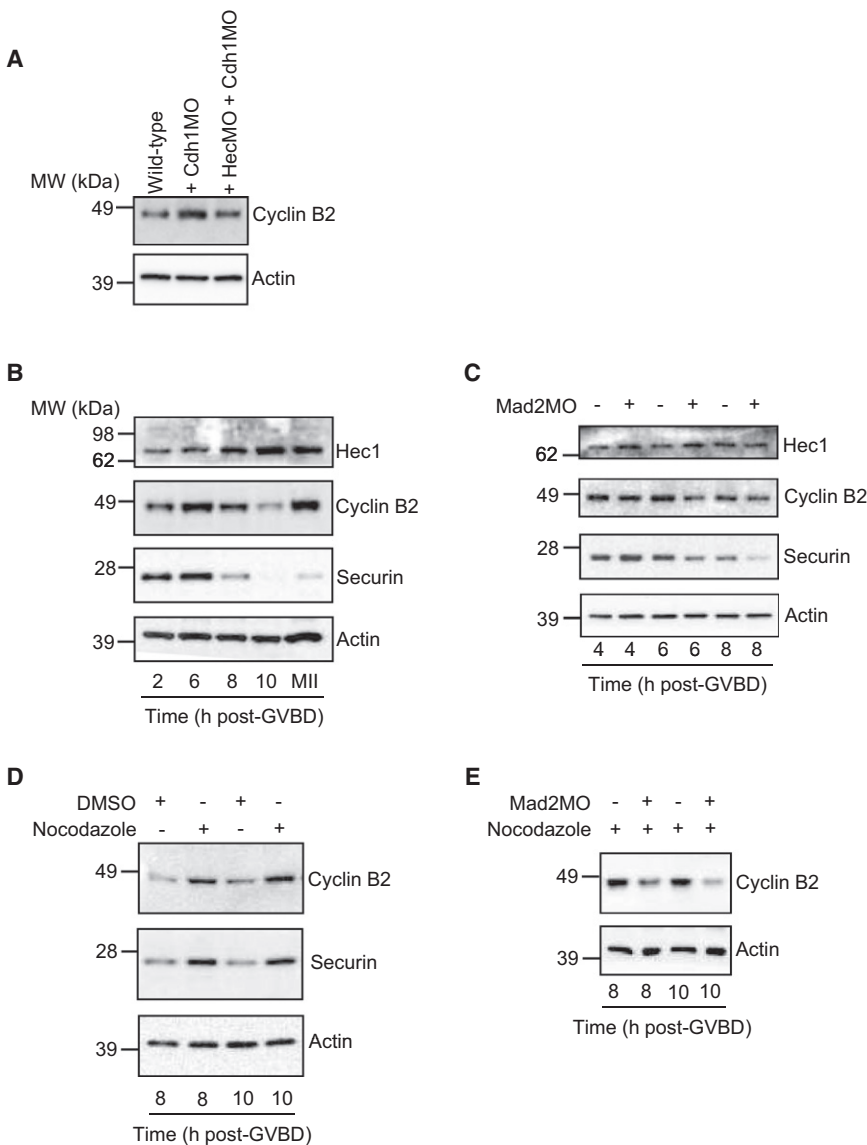 A
Wild-type
+ Cdh1MO
+ HecMO + Cdh1MO
MW (kDa)
49
Cyclin B2
39
Actin
B
MW (kDa)
98
62
Hec1
49
Cyclin B2
28
Securin
39
Actin
2 6 8 10 MII
Time (h post-GVBD)
C
Mad2MO - + - + - +
62
Hec1
49
Cyclin B2
28
Securin
39
Actin
4 4 6 6 8 8
Time (h post-GVBD)
D
DMSO + - + -
Nocodazole - + - +
49
Cyclin B2
28
Securin
39
Actin
8 8 10 10
Time (h post-GVBD)
E
Mad2MO - + - +
Nocodazole + + + +
49
Cyclin B2
39
Actin
8 8 10 10
Time (h post-GVBD)